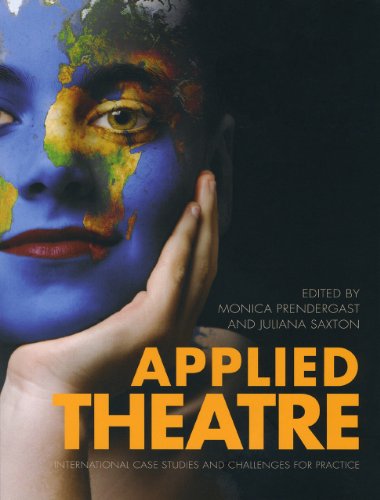 EDITED BY
MONICA PRENDERGAST
AND JULIANA SAXTON
APPLIED
THEATRE
INTERNATIONAL CASE STUDIES AND CHALLENGES FOR PRACTICE